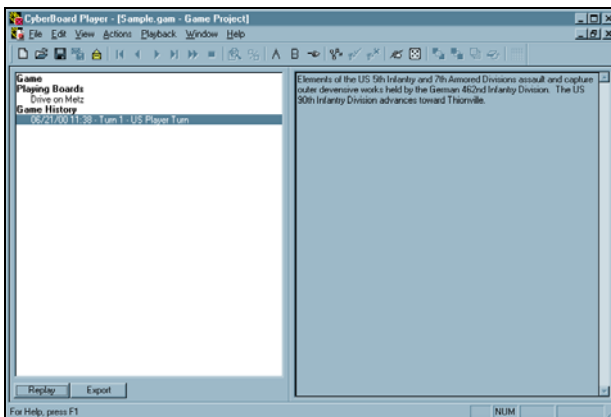 CyberBoard Player - [Sample.gam - Game Project]
File Edit View Actions Playback Window Help
A B
Game
Playing Boards
Drive on Metz
Game History
06/21/00 11:38 - Turn 1 - US Player Turn
Elements of the US 5th Infantry and 7th Armored Divisions assault and capture
outer devensive works held by the German 462nd Infantry Division. The US
90th Infantry Division advances toward Thionville.
Replay Export
For Help, press F1
NUM